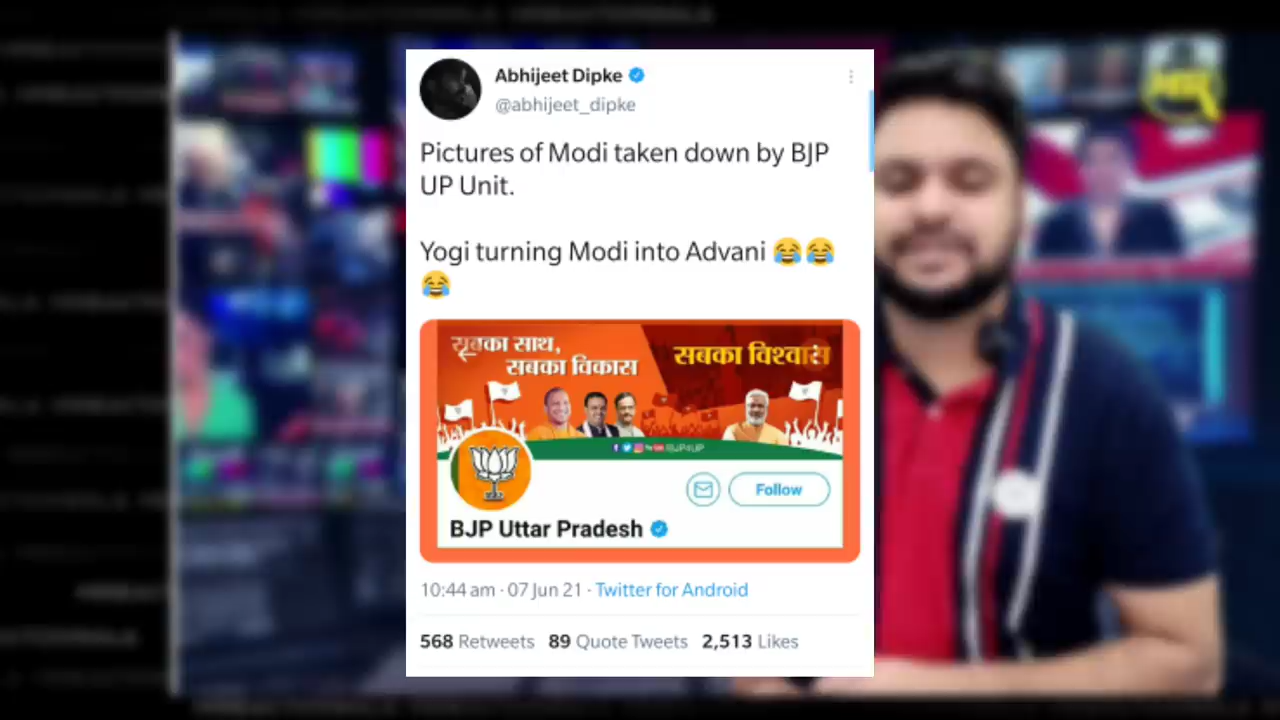 Abhijeet Dipke
@abhijeet_dipke
Pictures of Modi taken down by BJP
UP Unit.
Yogi turning Modi into Advani 😂😂
😂
सबका साथ,
सबका विकास
सबका विश्वास
/BJP4UP
Follow
BJP Uttar Pradesh
10:44 am · 07 Jun 21 · Twitter for Android
568 Retweets 89 Quote Tweets 2,513 Likes